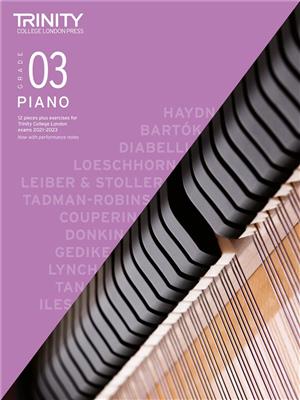 TRINITY
COLLEGE LONDON PRESS
GRADE
03
PIANO
12 pieces plus exercises for
Trinity College London
exams 2021-2023
Now with performance notes
HAYDN
BARTÓK
DIABELLI
LOESCHHORN
LEIBER & STOLLER
TADMAN-ROBINS
COUPERIN
DONKIN
GEDIKE
LYNCH
TAN
ILES